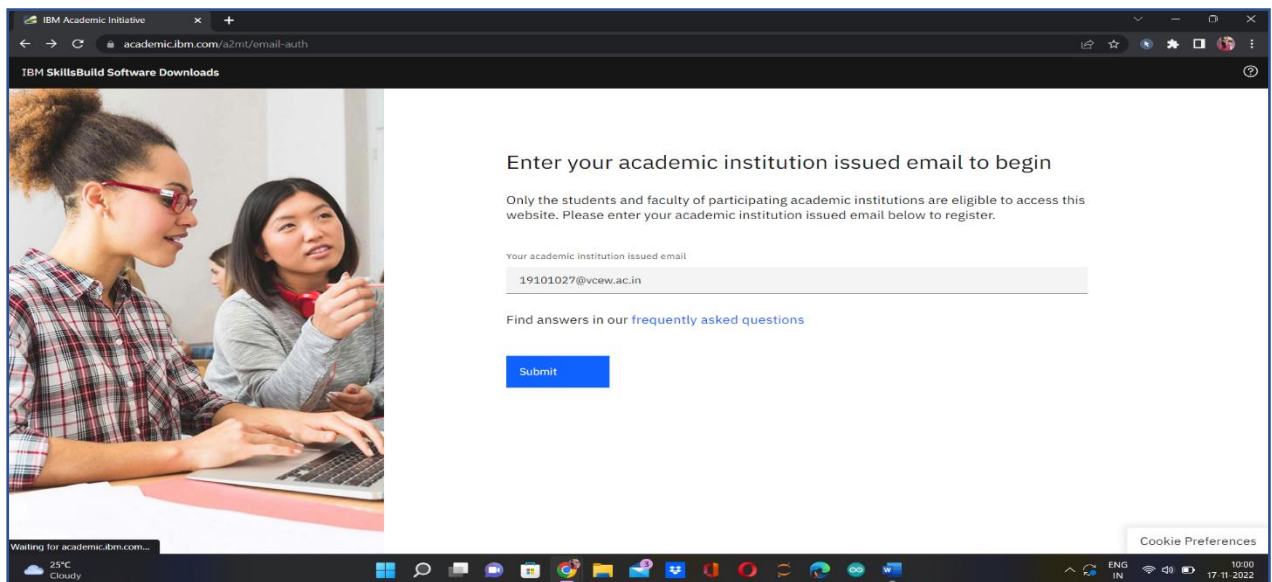 IBM Academic Initiative
academic.ibm.com/a2mt/email-auth
IBM SkillsBuild Software Downloads
Enter your academic institution issued email to begin
Only the students and faculty of participating academic institutions are eligible to access this
website. Please enter your academic institution issued email below to register.
Your academic institution issued email
19101027@vcew.ac.in
Find answers in our frequently asked questions
Submit
Cookie Preferences
Waiting for academic.ibm.com...
25°C
Cloudy
3
W
ENG
IN
10:00
17-11-2022